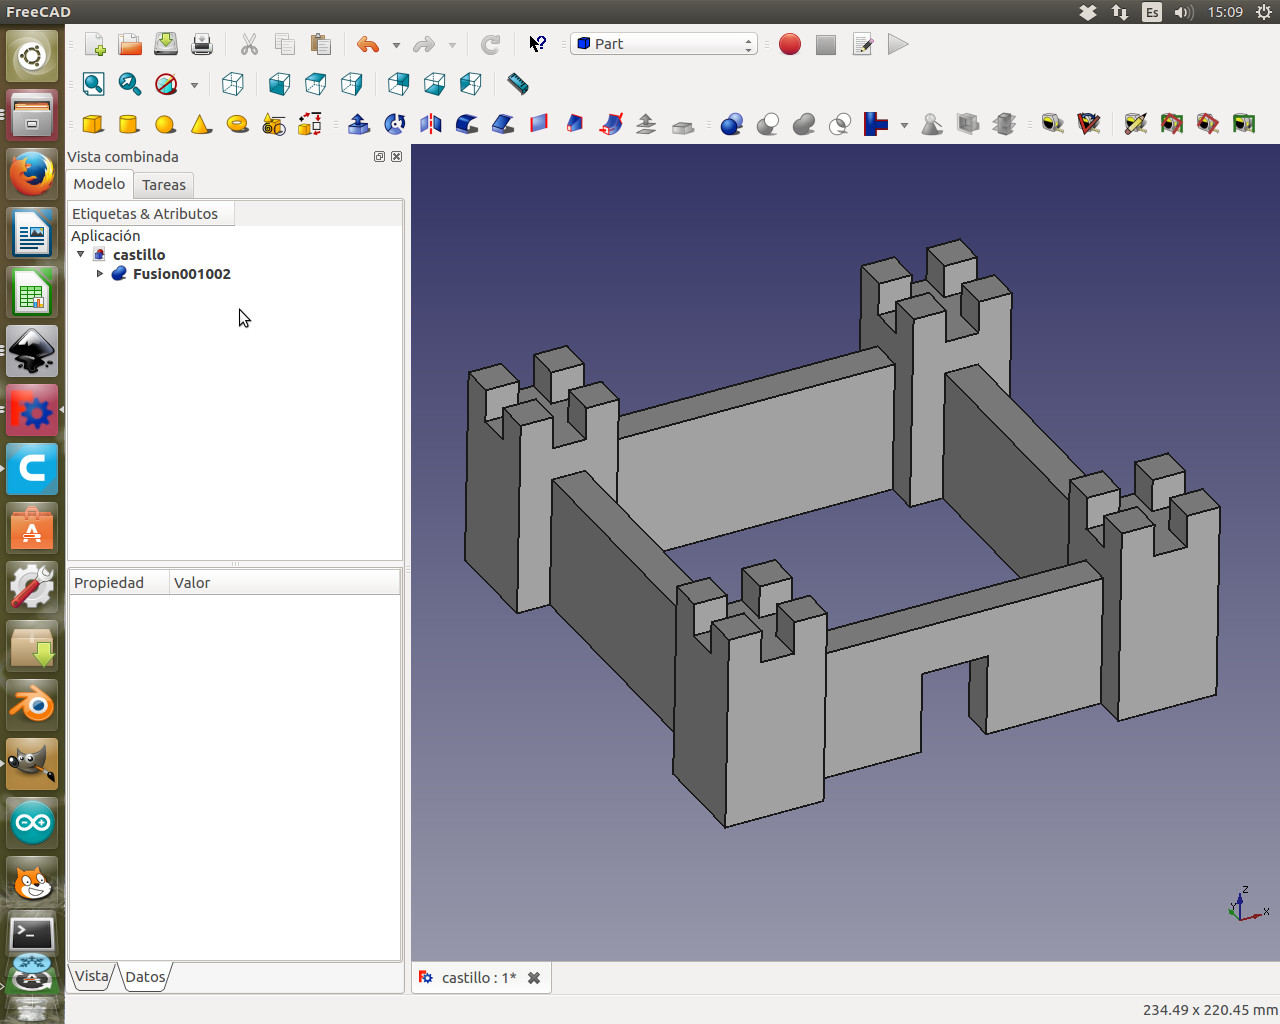 FreeCAD
Es
15:09
Part
Vista combinada
Modelo
Tareas
Etiquetas & Atributos
Aplicación
castillo
Fusion001002
Propiedad
Valor
Vista
Datos
castillo : 1*
Z
Y
X
234.49 x 220.45 mm